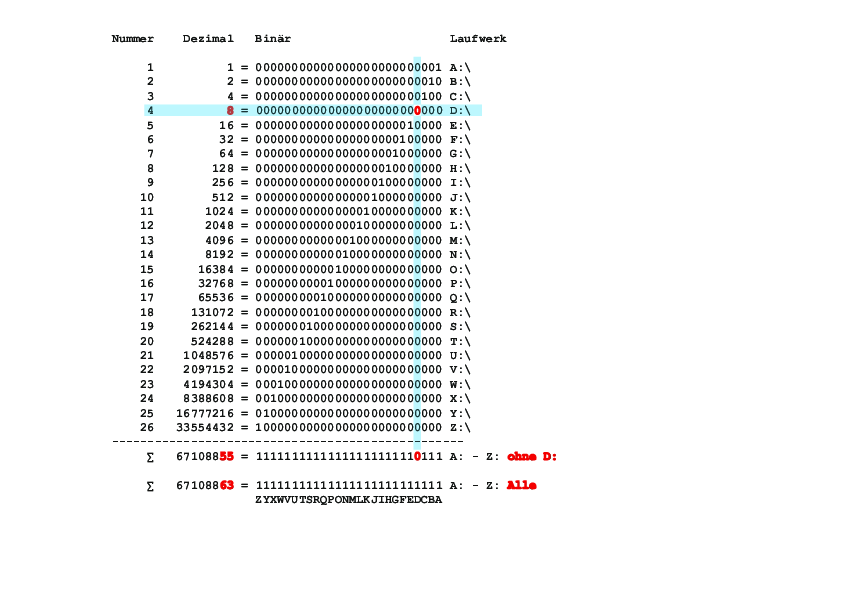 Nummer Dezimal Binär Laufwerk
1 1 = 00000000000000000000000001 A:\
2 2 = 00000000000000000000000010 B:\
3 4 = 00000000000000000000000100 C:\
4 8 = 00000000000000000000000000 D:\
5 16 = 00000000000000000000010000 E:\
6 32 = 00000000000000000000100000 F:\
7 64 = 00000000000000000001000000 G:\
8 128 = 00000000000000000010000000 H:\
9 256 = 00000000000000000100000000 I:\
10 512 = 00000000000000001000000000 J:\
11 1024 = 00000000000000010000000000 K:\
12 2048 = 00000000000000100000000000 L:\
13 4096 = 00000000000001000000000000 M:\
14 8192 = 00000000000010000000000000 N:\
15 16384 = 00000000000100000000000000 O:\
16 32768 = 00000000001000000000000000 P:\
17 65536 = 00000000010000000000000000 Q:\
18 131072 = 00000000100000000000000000 R:\
19 262144 = 00000001000000000000000000 S:\
20 524288 = 00000010000000000000000000 T:\
21 1048576 = 00000100000000000000000000 U:\
22 2097152 = 00001000000000000000000000 V:\
23 4194304 = 00010000000000000000000000 W:\
24 8388608 = 00100000000000000000000000 X:\
25 16777216 = 01000000000000000000000000 Y:\
26 33554432 = 10000000000000000000000000 Z:\
-------------------------------------------------
∑ 67108855 = 11111111111111111111110111 A: - Z: ohne D:
∑ 67108863 = 11111111111111111111111111 A: - Z: Alle
ZYXWVUTSRQPONMLKJIHGFEDCBA